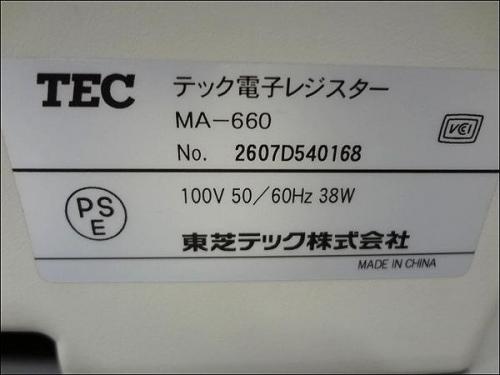 TEC テック電子レジスター
MA-660
VCCI
No. 2607D540168
PS
E
100V 50/60Hz 38W
東芝テック株式会社
MADE IN CHINA